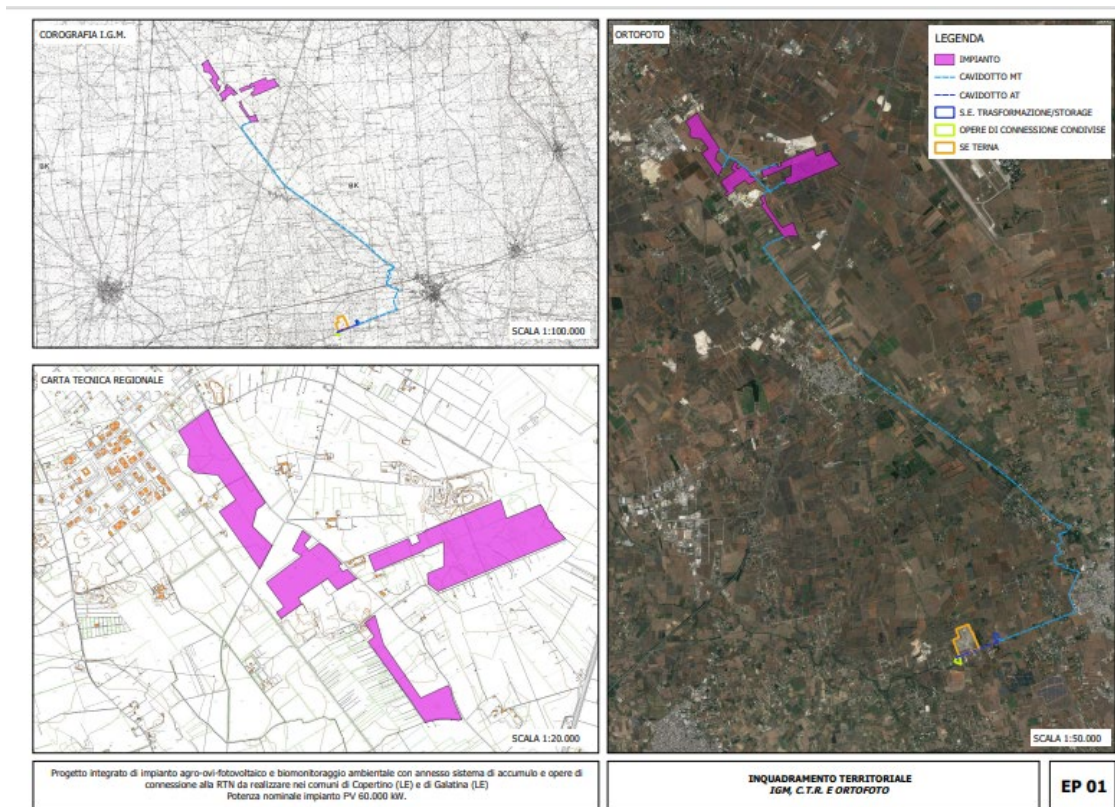 COROGRAFIA I.G.M.
BK
BK
SCALA 1:100.000
CARTA TECNICA REGIONALE
SCALA 1:20.000
ORTOFOTO
LEGENDA
IMPIANTO
CAVIDOTTO MT
CAVIDOTTO AT
S.E. TRASFORMAZIONE/STORAGE
OPERE DI CONNESSIONE CONDIVISE
SE TERNA
SCALA 1:50.000
Progetto integrato di impianto agro-ovi-fotovoltaico e biomonitoraggio ambientale con annesso sistema di accumulo e opere di
connessione alla RTN da realizzare nei comuni di Copertino (LE) e di Galatina (LE)
Potenza nominale impianto PV 60.000 kW.
INQUADRAMENTO TERRITORIALE
IGM, C.T.R. E ORTOFOTO
EP 01